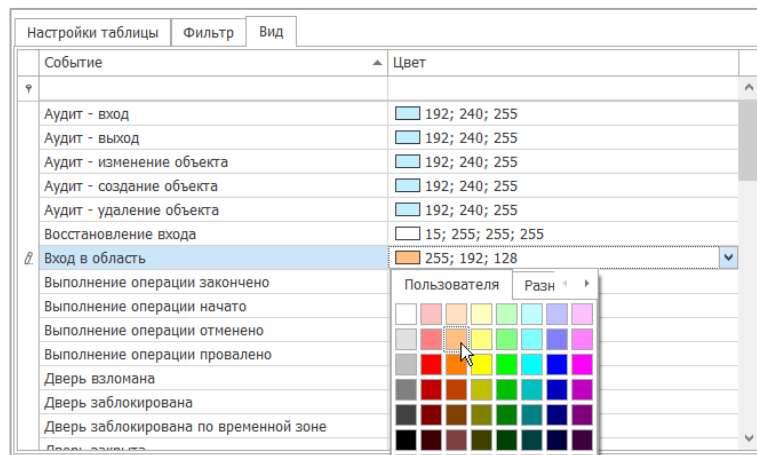 Настройки таблицы Фильтр Вид
Событие Цвет
Аудит - вход 192; 240; 255
Аудит - выход 192; 240; 255
Аудит - изменение объекта 192; 240; 255
Аудит - создание объекта 192; 240; 255
Аудит - удаление объекта 192; 240; 255
Восстановление входа 15; 255; 255; 255
Вход в область 255; 192; 128
Выполнение операции закончено Пользователя Разн
Выполнение операции начато
Выполнение операции отменено
Выполнение операции провалено
Дверь взломана
Дверь заблокирована
Дверь заблокирована по временной зоне
Дверь закрыта